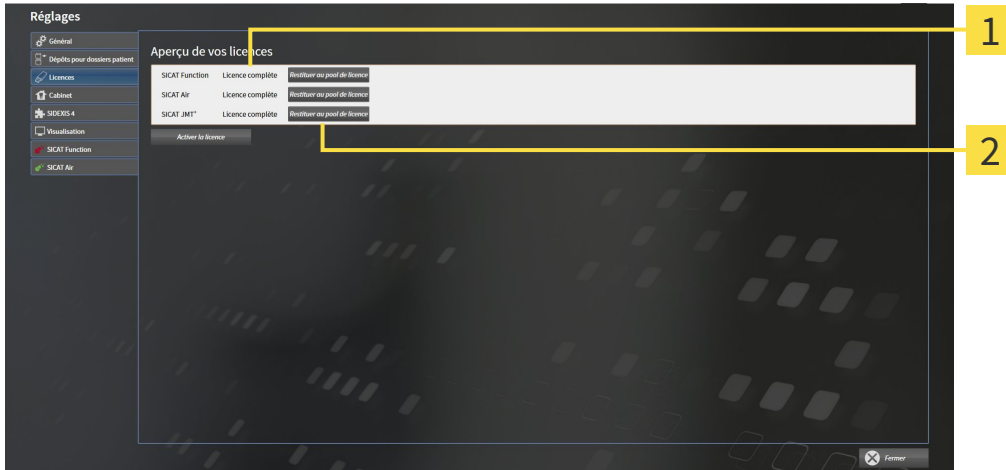 Réglages
1
Général
Dépôts pour dossiers patient
Licences
Cabinet
SIDEXIS 4
Visualisation
SICAT Function
SICAT Air
Aperçu de vos licences
SICAT Function Licence complète Restituer au pool de licence
SICAT Air Licence complète Restituer au pool de licence
SICAT JMT⁺ Licence complète Restituer au pool de licence
Activer la licence
2
Fermer